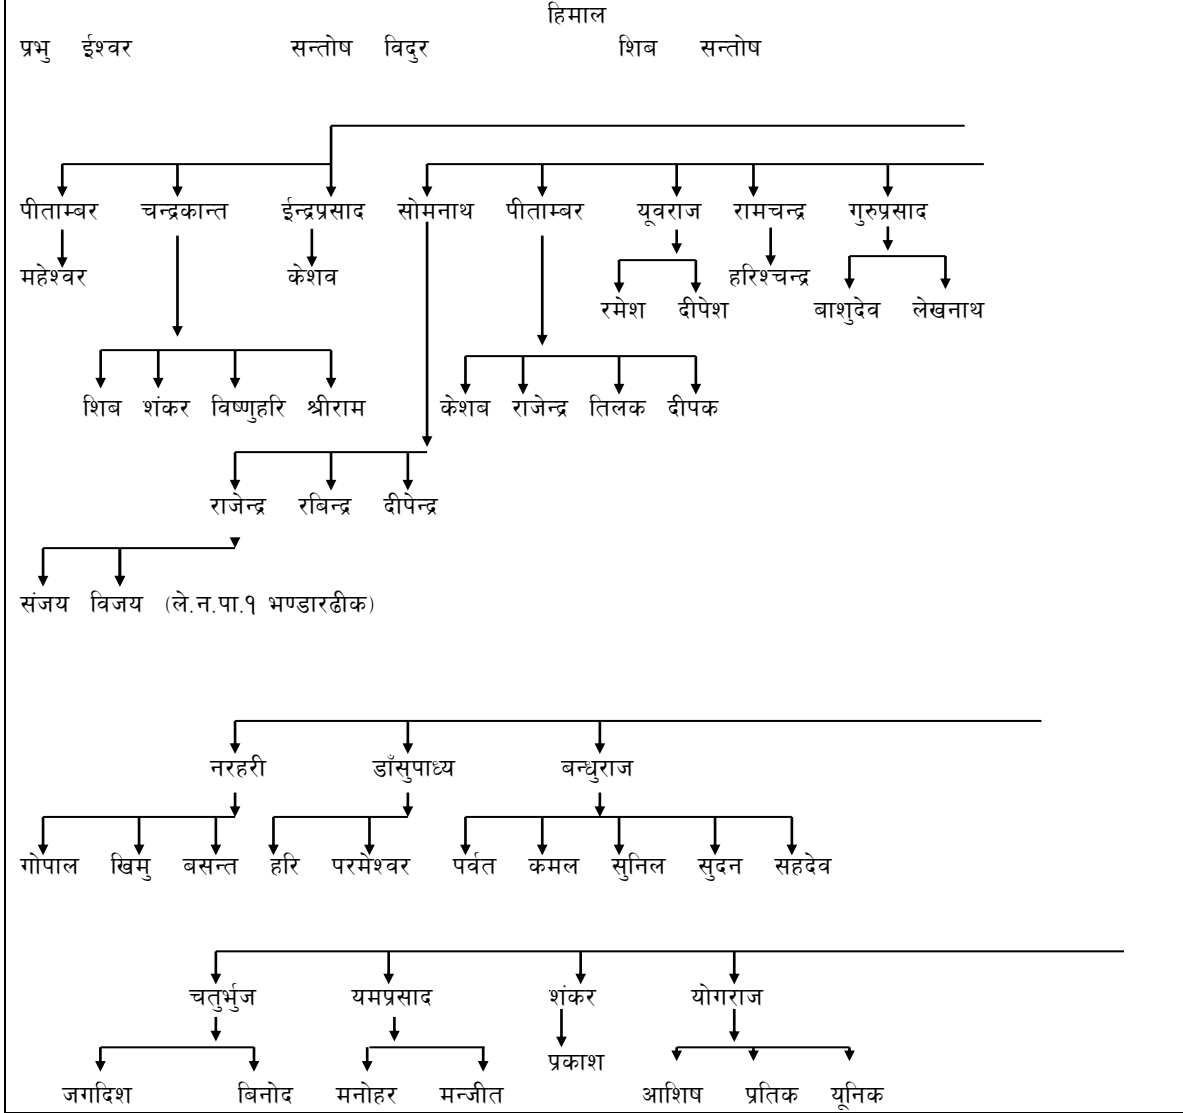 हिमाल
प्रभु ईश्वर सन्तोष विदुर शिब सन्तोष
पीताम्बर चन्द्रकान्त ईन्द्रप्रसाद सोमनाथ पीताम्बर यूवराज रामचन्द्र गुरुप्रसाद
महेश्वर केशव हरिश्चन्द्र
रमेश दीपेश बाशुदेव लेखनाथ
शिब शंकर विष्णुहरि श्रीराम केशब राजेन्द्र तिलक दीपक
राजेन्द्र रबिन्द्र दीपेन्द्र
संजय विजय (ले.न.पा.१ भण्डारढीक)
नरहरी डाँसुपाध्य बन्धुराज
गोपाल खिमु बसन्त हरि परमेश्वर पर्वत कमल सुनिल सुदन सहदेव
चतुर्भुज यमप्रसाद शंकर योगराज
प्रकाश
जगदिश बिनोद मनोहर मन्जीत आशिष प्रतिक यूनिक